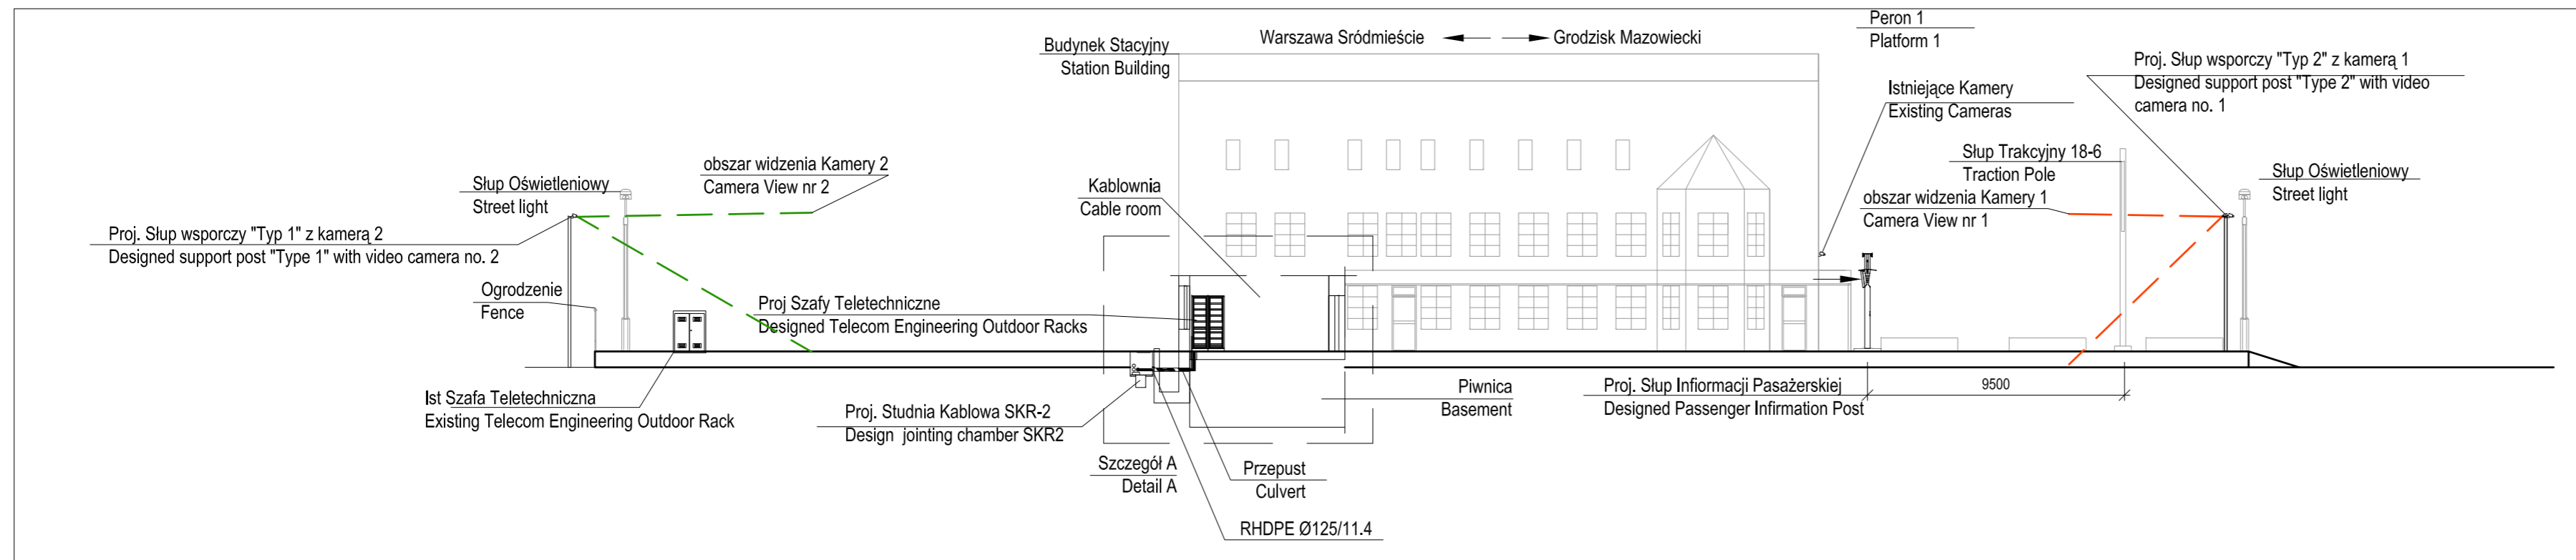 Peron 1
Platform 1
Warszawa Sródmieście
Grodzisk Mazowiecki
Budynek Stacyjny
Station Building
Proj. Słup wsporczy "Typ 2" z kamerą 1
Designed support post "Type 2" with video
camera no. 1
Istniejące Kamery
Existing Cameras
obszar widzenia Kamery 2
Camera View nr 2
Słup Trakcyjny 18-6
Traction Pole
Słup Oświetleniowy
Street light
Słup Oświetleniowy
Street light
Kablownia
Cable room
obszar widzenia Kamery 1
Camera View nr 1
Proj. Słup wsporczy "Typ 1" z kamerą 2
Designed support post "Type 1" with video camera no. 2
Ogrodzenie
Fence
Proj Szafy Teletechniczne
Designed Telecom Engineering Outdoor Racks
Ist Szafa Teletechniczna
Existing Telecom Engineering Outdoor Rack
Proj. Studnia Kablowa SKR-2
Design jointing chamber SKR2
Piwnica
Basement
Proj. Słup Infiormacji Pasażerskiej
Designed Passenger Infirmation Post
9500
Szczegół A
Detail A
Przepust
Culvert
RHDPE Ø125/11.4